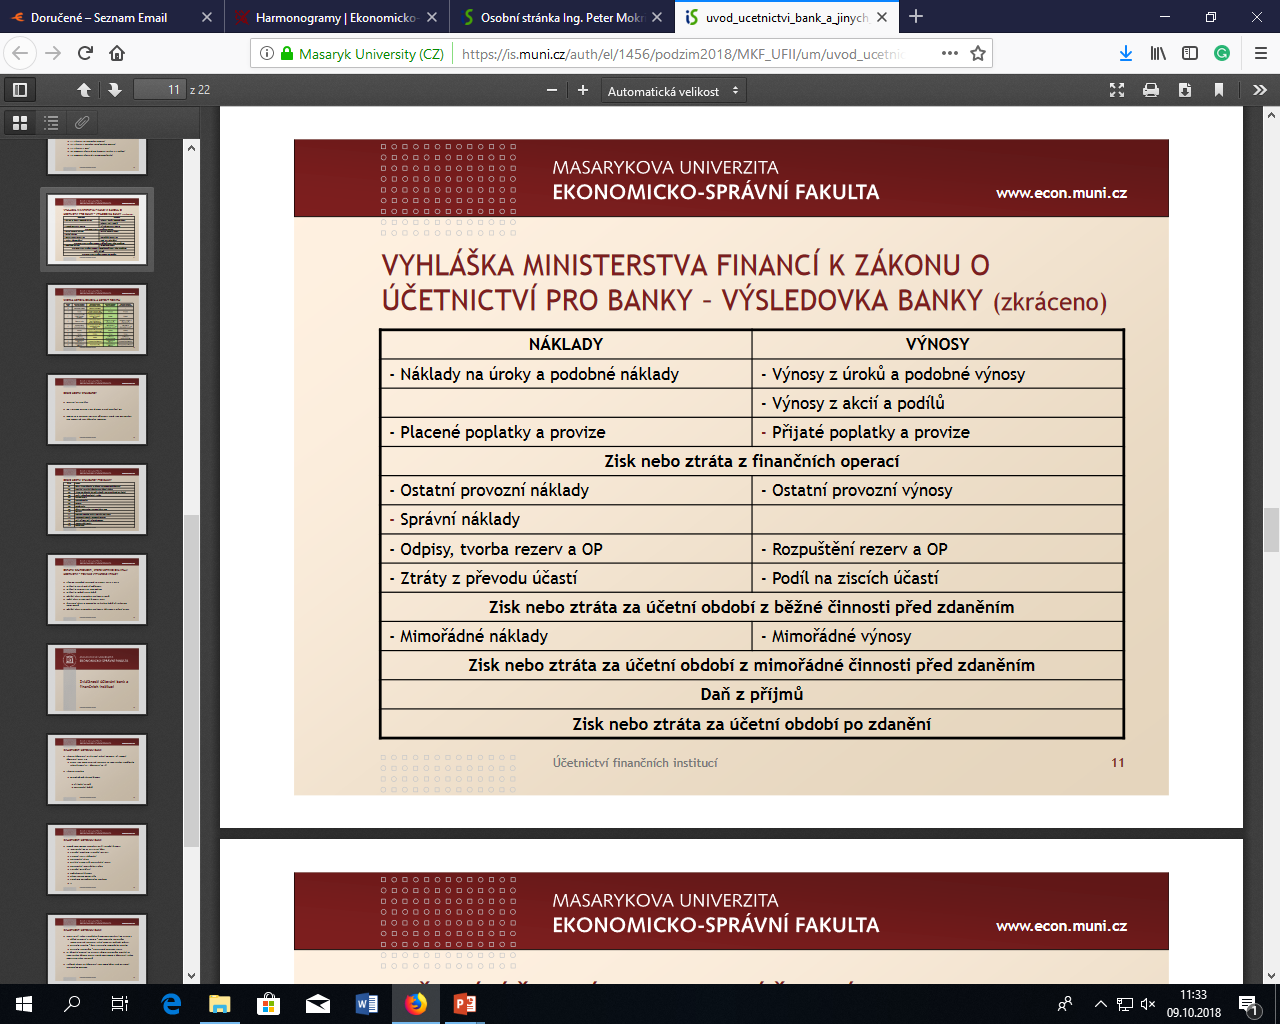 Doručené – Seznam Email
Harmonogramy | Ekonomicko-
Osobní stránka Ing. Peter Mokri
uvod_ucetnictvi_bank_a_jinych_
Masaryk University (CZ)
https://is.muni.cz/auth/el/1456/podzim2018/MKF_UFII/um/uvod_ucetni
11 z 22
Automatická velikost
MASARYKOVA UNIVERZITA
EKONOMICKO-SPRÁVNÍ FAKULTA
www.econ.muni.cz
VYHLÁŠKA MINISTERSTVA FINANCÍ K ZÁKONU O
ÚČETNICTVÍ PRO BANKY – VÝSLEDOVKA BANKY (zkráceno)
NÁKLADY VÝNOSY
- Náklady na úroky a podobné náklady - Výnosy z úroků a podobné výnosy
- Výnosy z akcií a podílů
- Placené poplatky a provize - Přijaté poplatky a provize
Zisk nebo ztráta z finančních operací
- Ostatní provozní náklady - Ostatní provozní výnosy
- Správní náklady
- Odpisy, tvorba rezerv a OP - Rozpuštění rezerv a OP
- Ztráty z převodu účastí - Podíl na ziscích účastí
Zisk nebo ztráta za účetní období z běžné činnosti před zdaněním
- Mimořádné náklady - Mimořádné výnosy
Zisk nebo ztráta za účetní období z mimořádné činnosti před zdaněním
Daň z příjmů
Zisk nebo ztráta za účetní období po zdanění
Účetnictví finančních institucí 11
MASARYKOVA UNIVERZITA
EKONOMICKO-SPRÁVNÍ FAKULTA
www.econ.muni.cz
11:33
09.10.2018